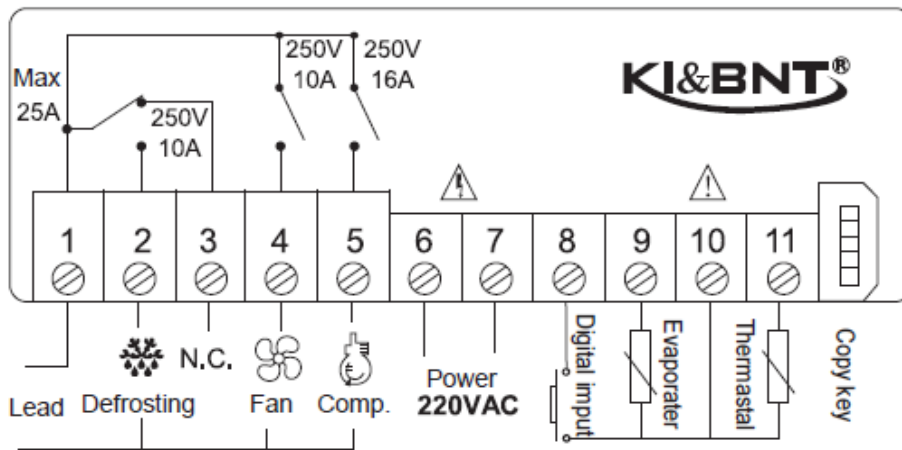 Max
25A
250V
10A
250V
10A
250V
16A
KI&BNT®
1 2 3 4 5 6 7 8 9 10 11
Lead
Defrosting
N.C.
Fan
Comp.
Power
220VAC
Digital imput
Evaporater
Thermastal
Copy key